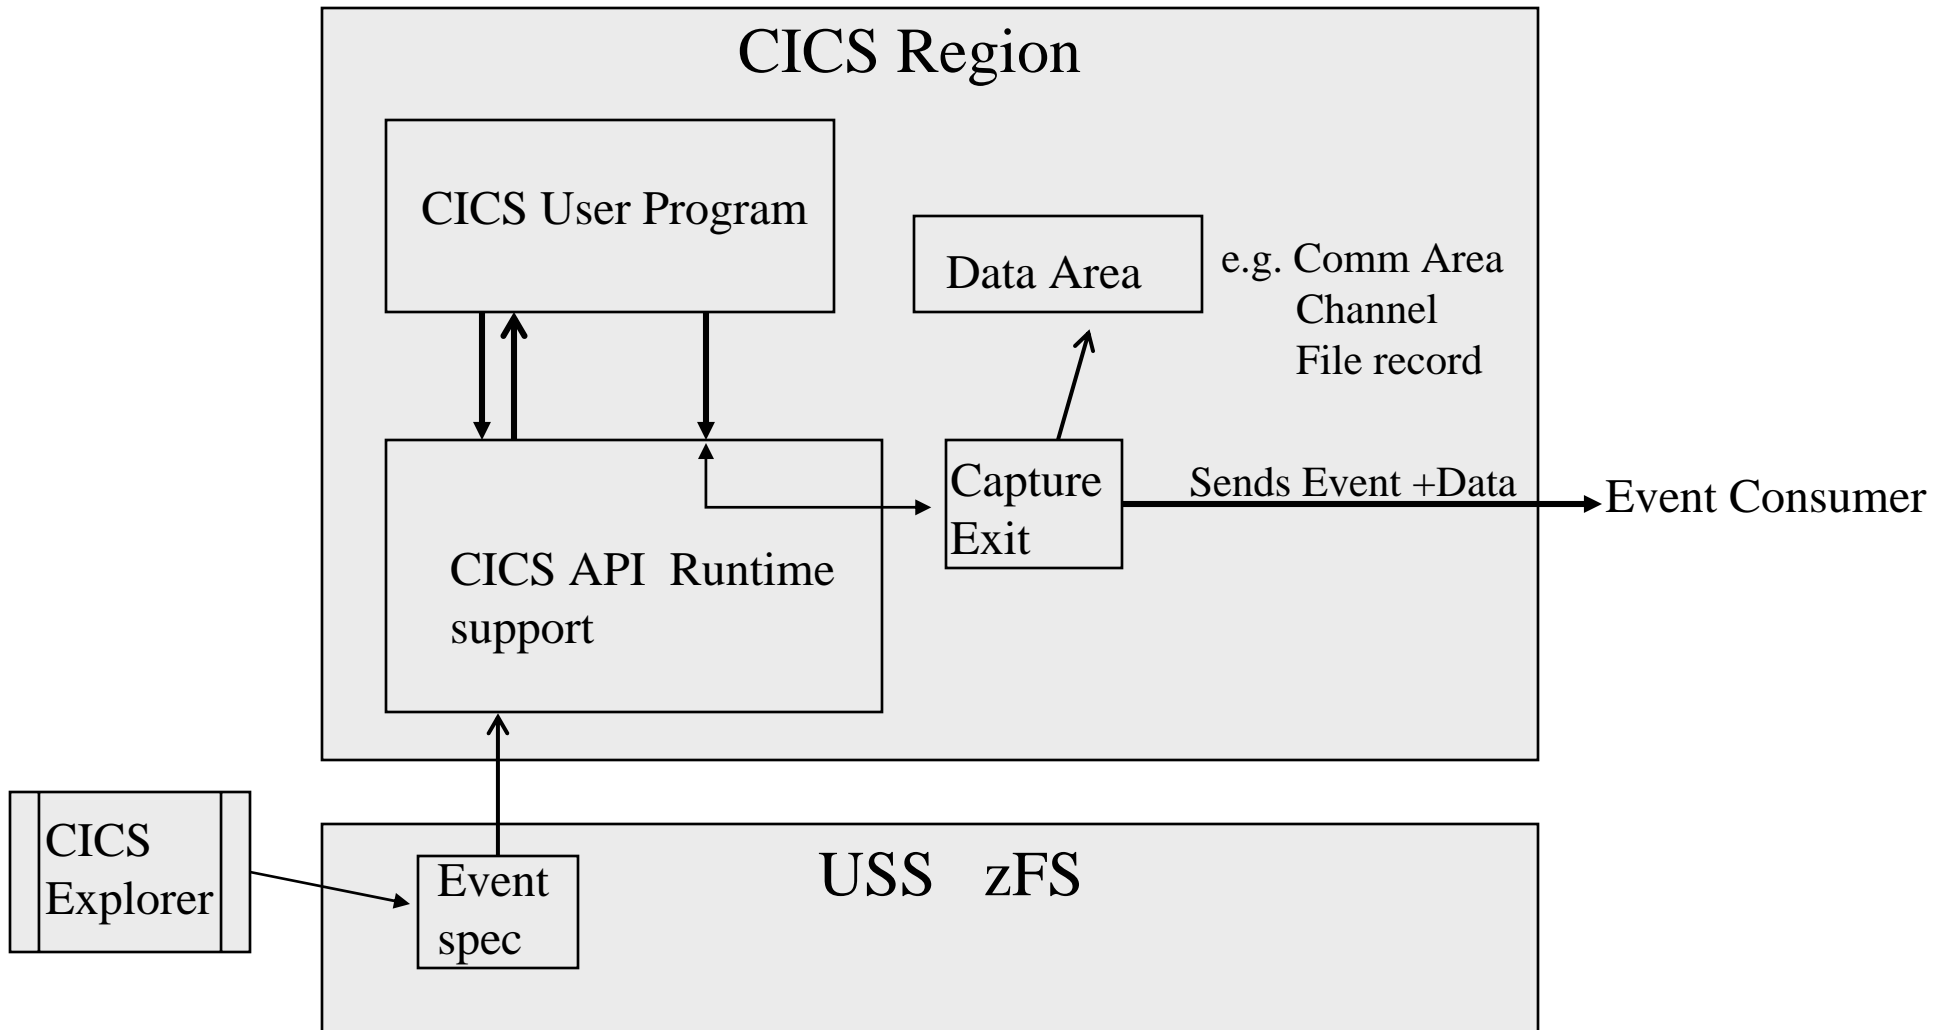 CICS Region
CICS User Program
Data Area
e.g. Comm Area
Channel
File record
Capture
Exit
Sends Event +Data
Event Consumer
CICS API Runtime
support
CICS
Explorer
Event
spec
USS zFS